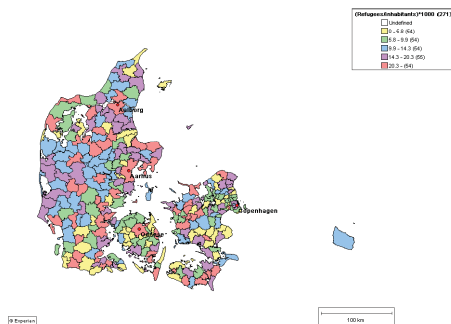 (Refugees/Inhabitants)*1000 (271)
Undefined
0 - 5.8 (54)
5.8 - 9.9 (54)
9.9 - 14.3 (54)
14.3 - 20.3 (55)
20.3 - (54)
Aalborg
Aarhus
Copenhagen
Odense
© Experian
100 km